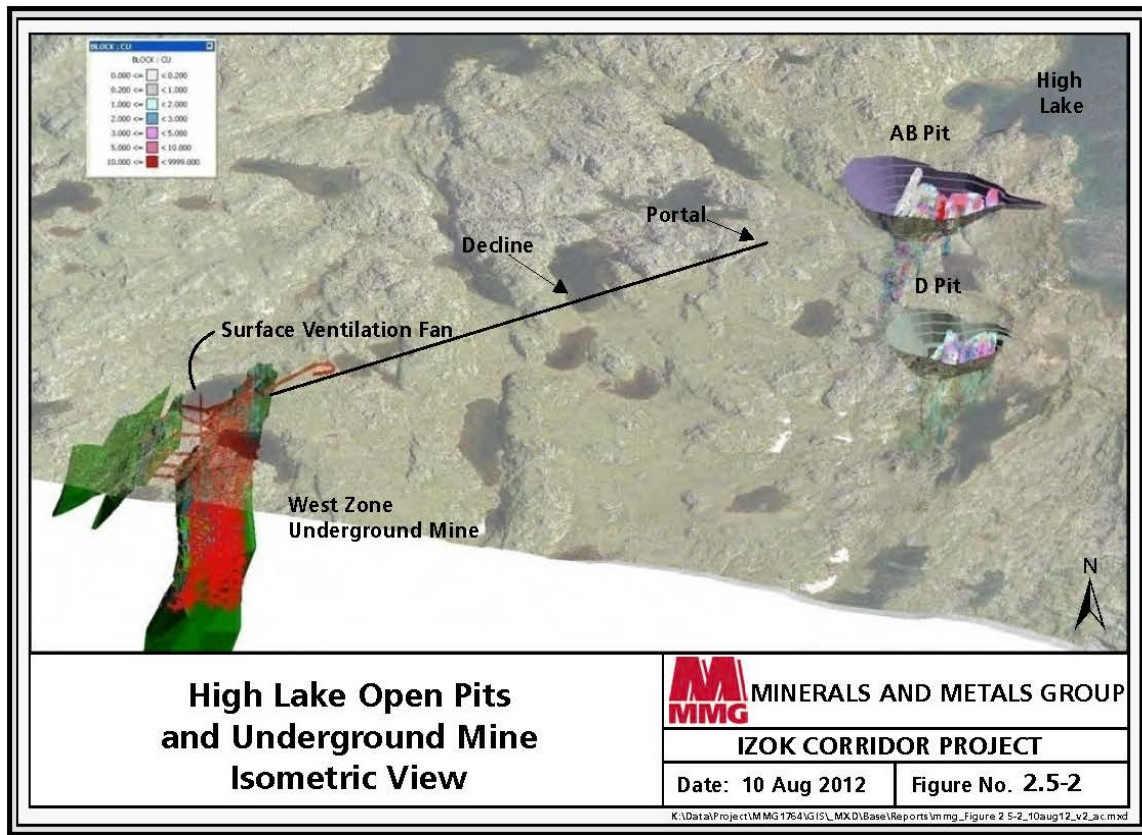 BLOCK : CU
BLOCK : CU
0.000 <= < 0.200
0.200 <= < 1.000
1.000 <= < 2.000
2.000 <= < 3.000
3.000 <= < 5.000
5.000 <= < 10.000
10.000 <= < 9999.000
High
Lake
AB Pit
Portal
Decline
D Pit
Surface Ventilation Fan
West Zone
Underground Mine
N
High Lake Open Pits
and Underground Mine
Isometric View
MMG
MINERALS AND METALS GROUP
IZOK CORRIDOR PROJECT
Date: 10 Aug 2012
Figure No. 2.5-2
K:\Data\Project\MMG1764\GIS\_MXD\Base\Reports\mmg_Figure 2 5-2_10aug12_v2_ac.mxd